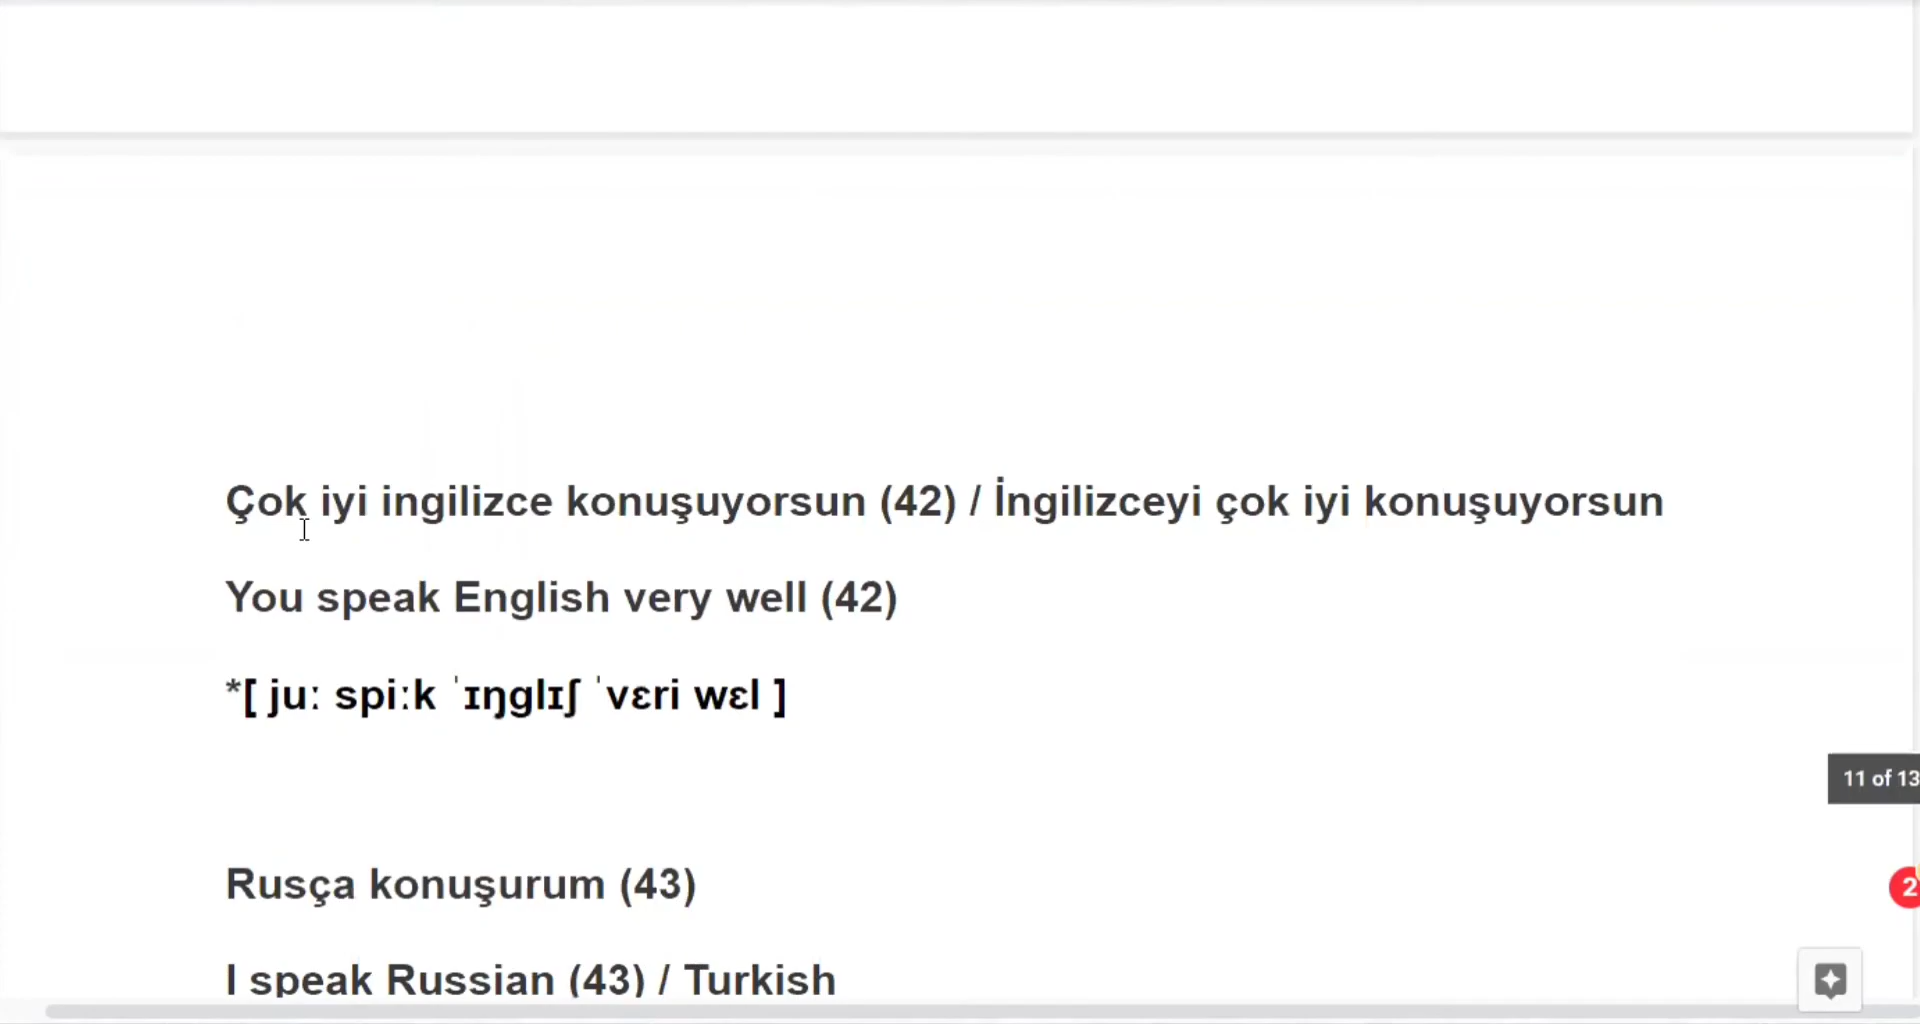 Çok iyi ingilizce konuşuyorsun (42) / İngilizceyi çok iyi konuşuyorsun
You speak English very well (42)
*[ juː spiːk ˈɪŋglɪʃ ˈvɛri wɛl ]
11 of 13
Rusça konuşurum (43)
2
I speak Russian (43) / Turkish